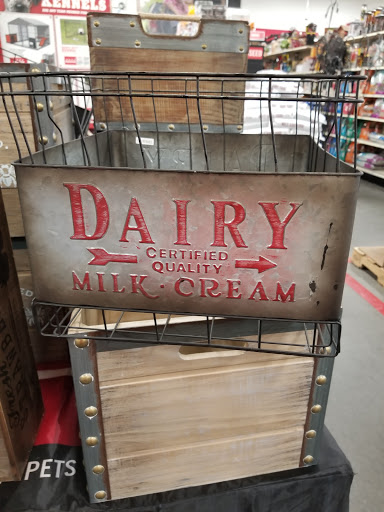 KENNELS
DAIRY
CERTIFIED
QUALITY
MILK · CREAM
PETS